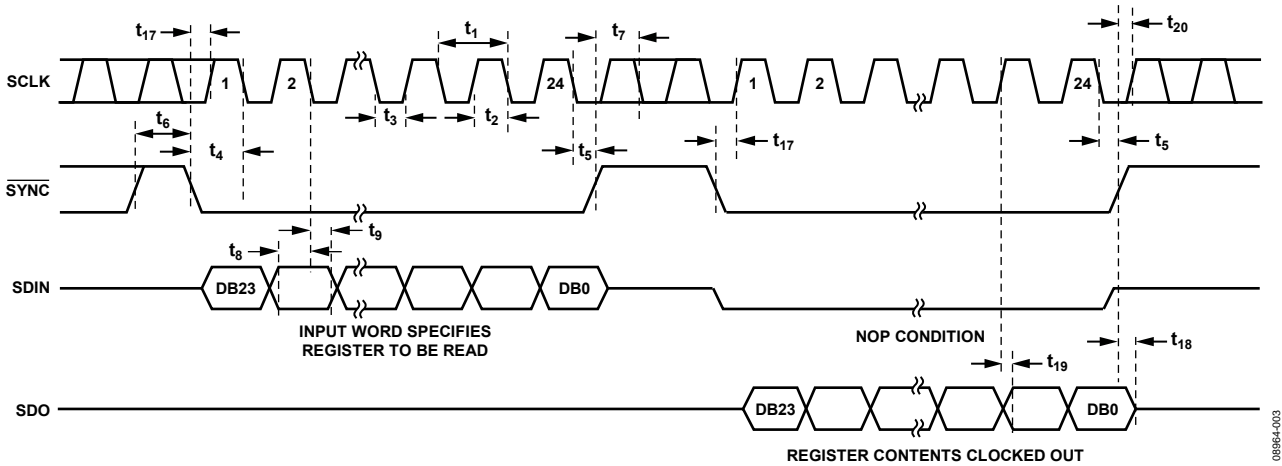 t17
t1
t7
t20
SCLK
1
2
24
1
2
24
t6
t4
t3
t2
t5
t17
t5
SYNC
t8
t9
SDIN
DB23
DB0
INPUT WORD SPECIFIES
REGISTER TO BE READ
NOP CONDITION
t19
t18
SDO
DB23
DB0
REGISTER CONTENTS CLOCKED OUT
08964-003